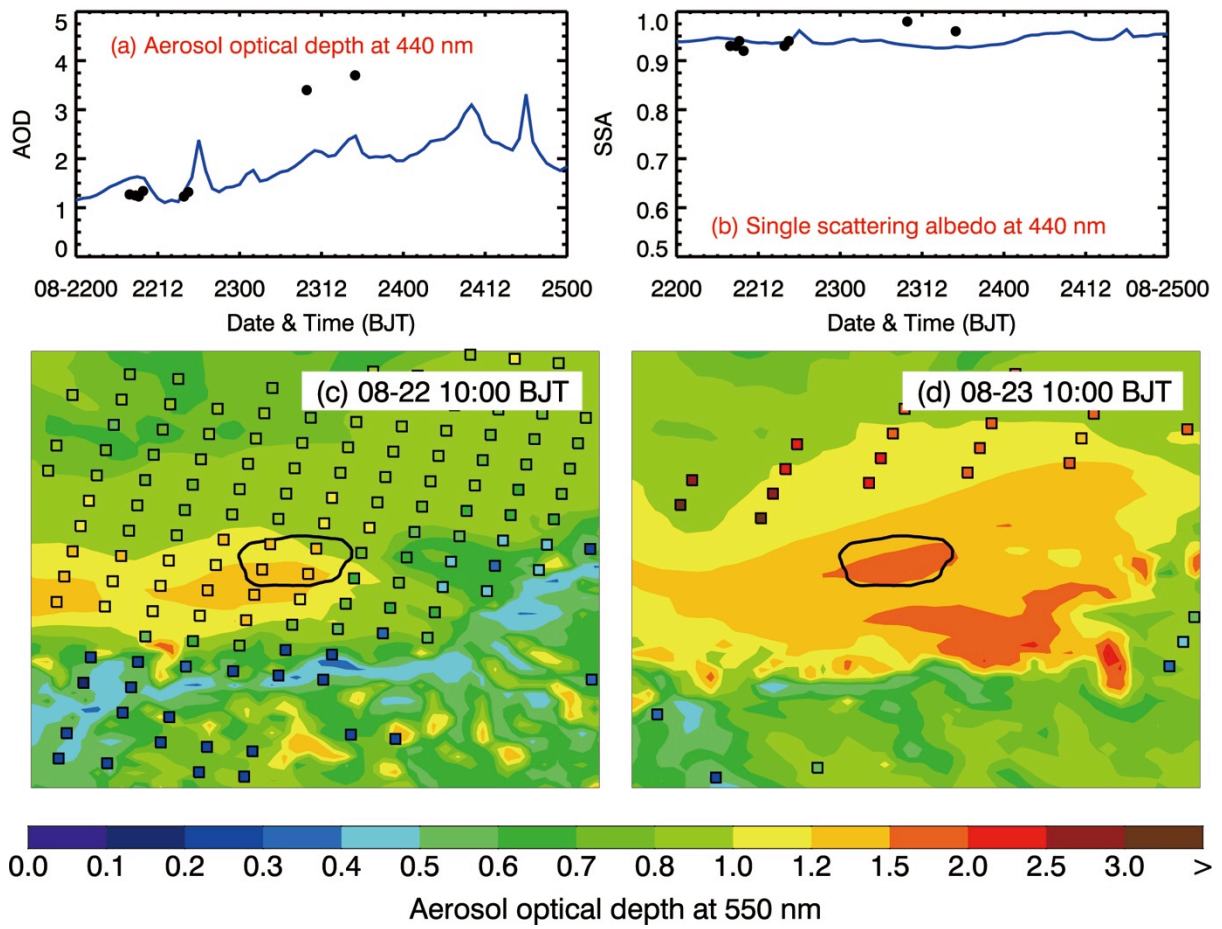 5
4
3
2
1
0
AOD
(a) Aerosol optical depth at 440 nm
08-2200 2212 2300 2312 2400 2412 2500
Date & Time (BJT)
1.0
0.9
0.8
0.7
0.6
0.5
SSA
(b) Single scattering albedo at 440 nm
2200 2212 2300 2312 2400 2412 08-2500
Date & Time (BJT)
(c) 08-22 10:00 BJT
(d) 08-23 10:00 BJT
0.0 0.1 0.2 0.3 0.4 0.5 0.6 0.7 0.8 1.0 1.2 1.5 2.0 2.5 3.0 >
Aerosol optical depth at 550 nm